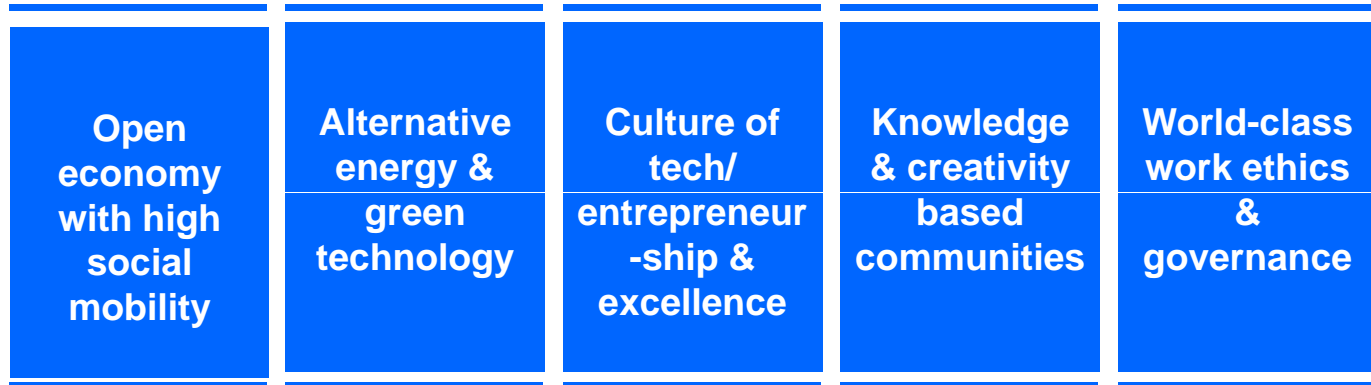 Open
economy
with high
social
mobility
Alternative
energy &
green
technology
Culture of
tech/
entrepreneur
-ship &
excellence
Knowledge
& creativity
based
communities
World-class
work ethics
&
governance